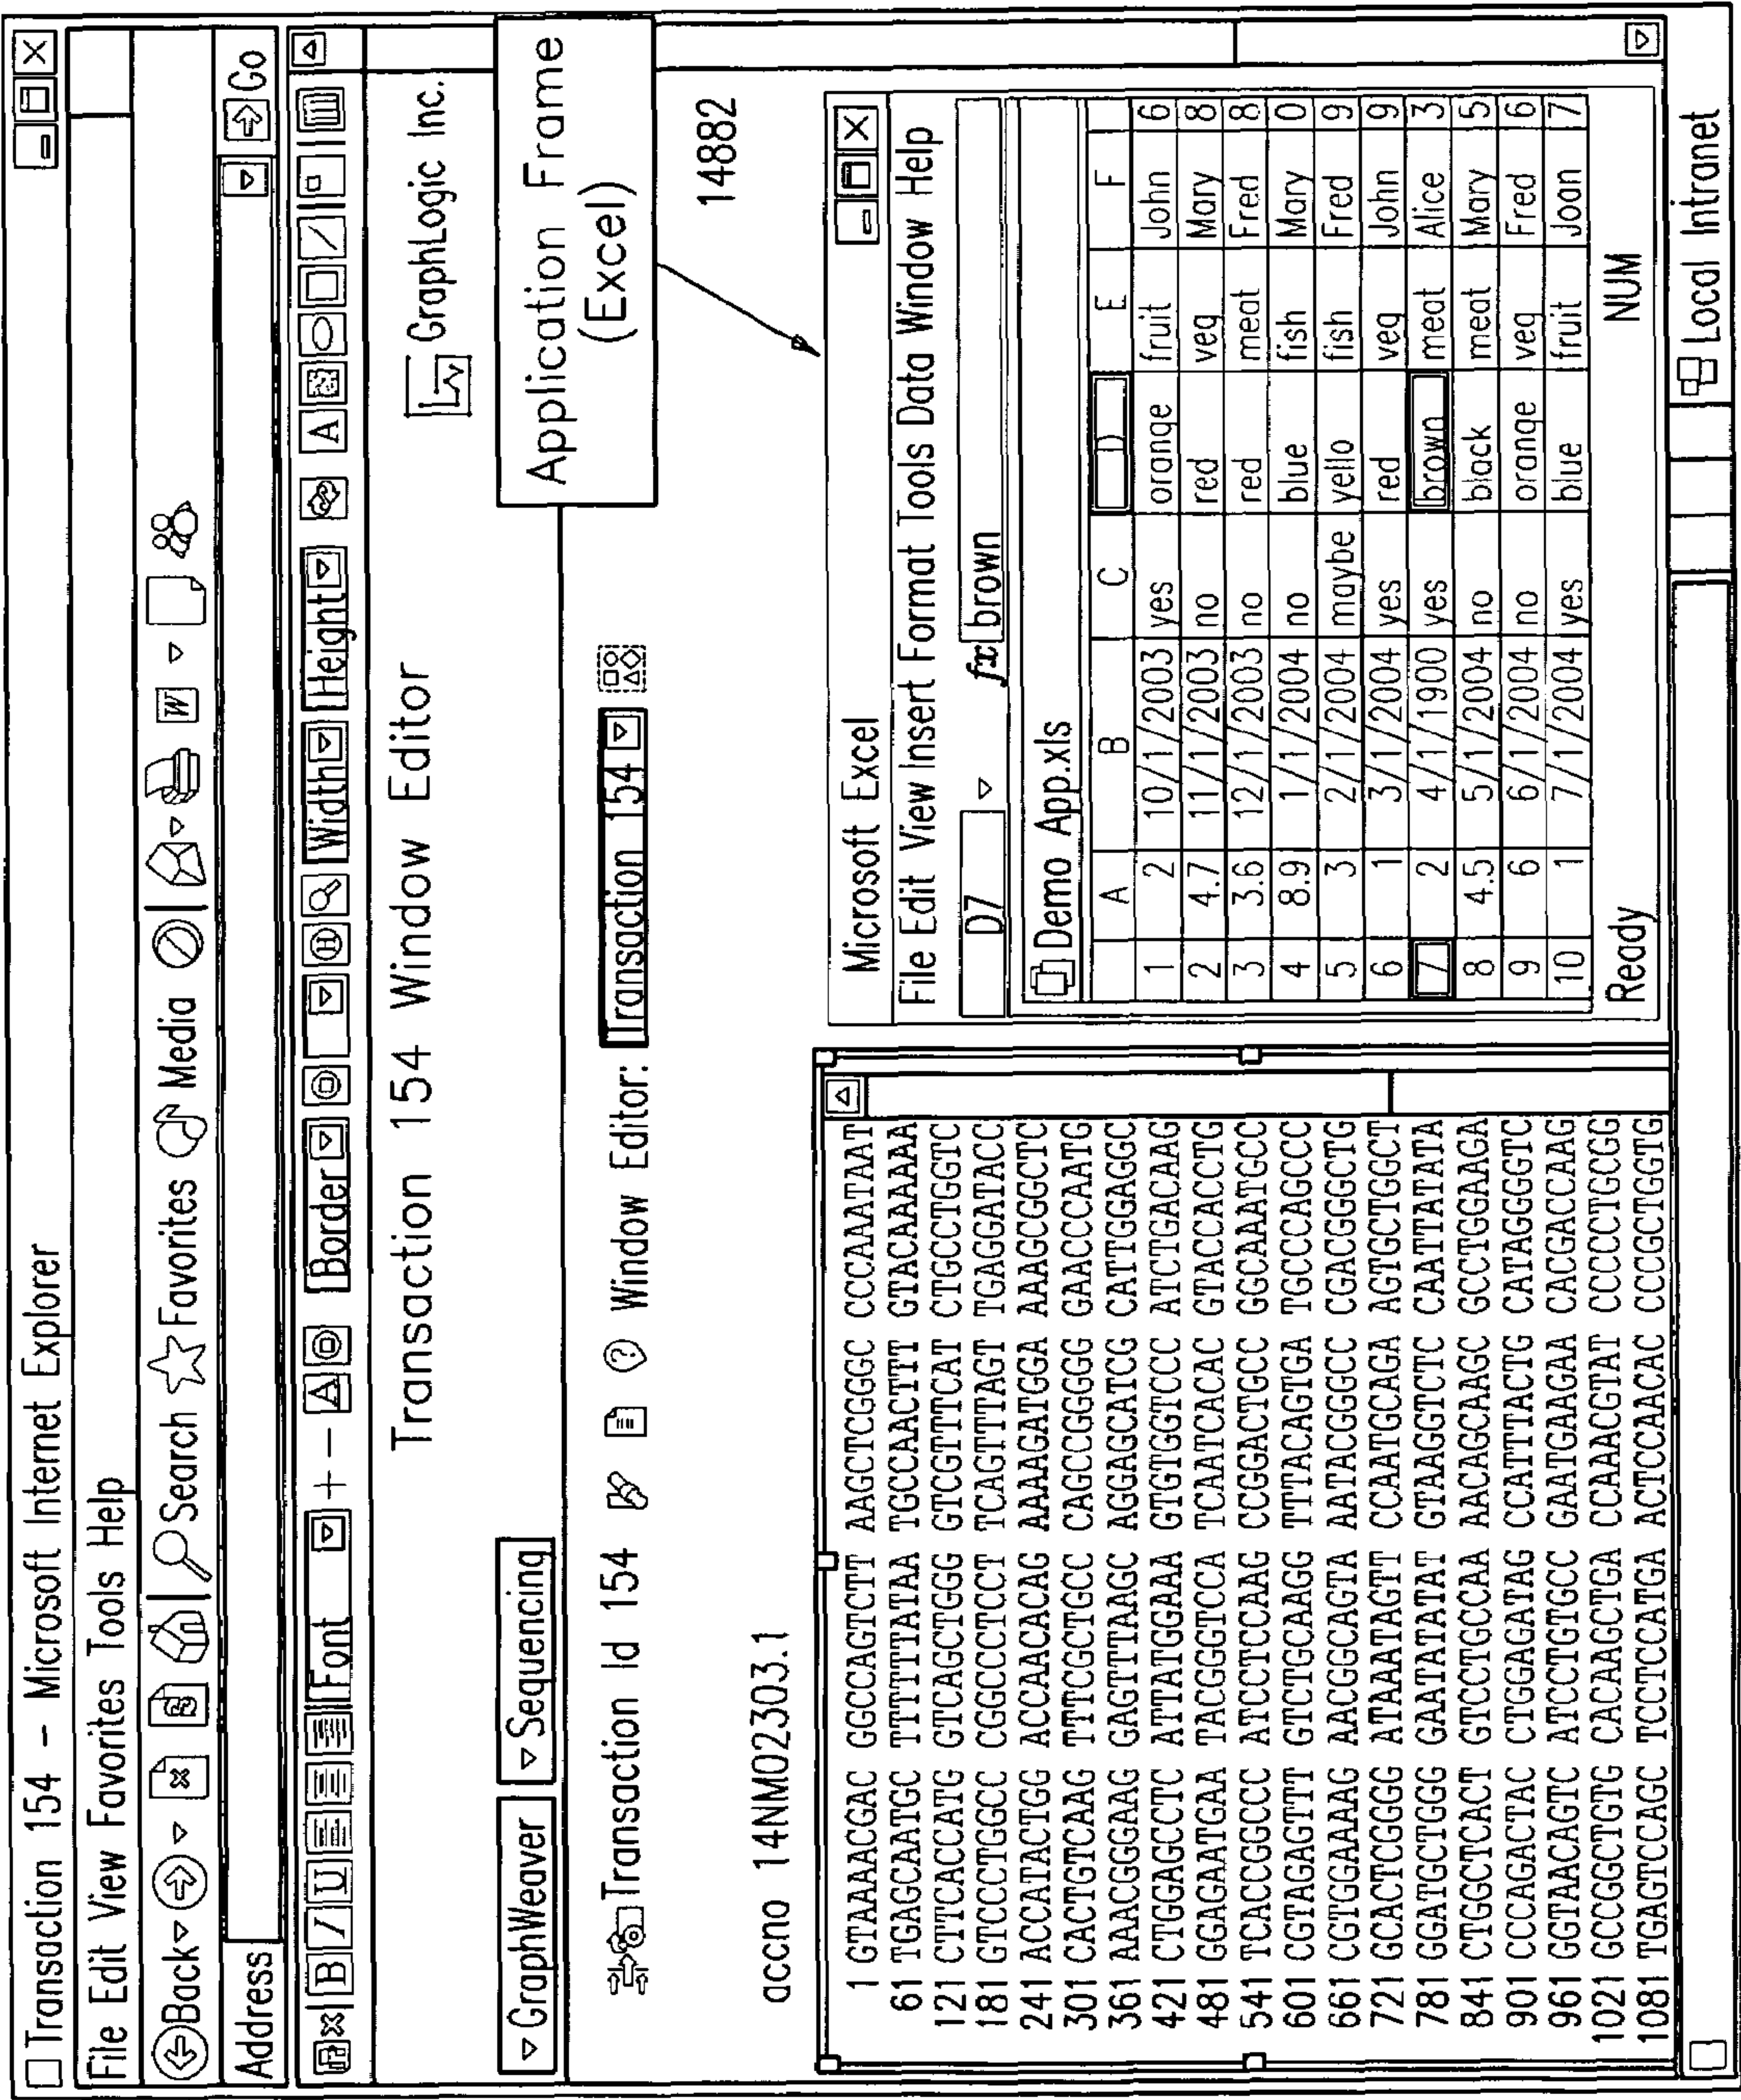 Transaction 154 - Microsoft Internet Explorer
File Edit View Favorites Tools Help
Back Search Favorites Media W
Address Go
B I U Font + - A Border H Width Height A
Transaction 154 Window Editor GraphLogic Inc.
GraphWeaver Sequencing
Application Frame
(Excel)
Transaction Id 154 Window Editor: Transaction 154
14882
accno 14NM02303.1
1 GTAAAACGAC GGCCAGTCTT AAGCTCGGGC CCCAAATAAT
61 TGAGCAATGC TTTTTTATAA TGCCAACTTT GTACAAAAAA
121 CTTCACCATG GTCAGCTGGG GTCGTTTCAT CTGCCTGGTC
181 GTCCCTGGCC CGGCCCTCCT TCAGTTTAGT TGAGGATACC
241 ACCATACTGG ACCAACACAG AAAAGATGGA AAAGCGGCTC
301 CACTGTCAAG TTTCGCTGCC CAGCCGGGGG GAACCCAATG
361 AAACGGGAAG GAGTTTAAGC AGGAGCATCG CATTGGAGGC
421 CTGGAGCCTC ATTATGGAAA GTGTGGTCCC ATCTGACAAG
481 GGAGAATGAA TACGGGTCCA TCAATCACAC GTACCACCTG
541 TCACCGGCCC ATCCTCCAAG CCGGACTGCC GGCAAATGCC
601 CGTAGAGTTT GTCTGCAAGG TTTACAGTGA TGCCCAGCCC
661 CGTGGAAAAG AACGGCAGTA AATACGGGCC CGACGGGCTG
721 GCACTCGGGG ATAAATAGTT CCAATGCAGA AGTGCTGGCT
781 GGATGCTGGG GAATATATAT GTAAGGTCTC CAATTATATA
841 CTGGCTCACT GTCCTGCCAA AACAGCAAGC GCCTGGAAGA
901 CCCAGACTAC CTGGAGATAG CCATTTACTG CATAGGGGTC
961 GGTAACAGTC ATCCTGTGCC GAATGAAGAA CACGACCAAG
1021 GCCGGCTGTG CACAAGCTGA CCAAACGTAT CCCCCTGCGG
1081 TGAGTCCAGC TCCTCCATGA ACTCCAACAC CCCGCTGGTG
Microsoft Excel
File Edit View Insert Format Tools Data Window Help
D7 fx brown
Demo App.xls
A B C D E F
1 2 10/1/2003 yes orange fruit John 6
2 4.7 11/1/2003 no red veg Mary 8
3 3.6 12/1/2003 no red meat Fred 8
4 8.9 1/1/2004 no blue fish Mary 0
5 3 2/1/2004 maybe yello fish Fred 9
6 1 3/1/2004 yes red veg John 9
7 2 4/1/1900 yes brown meat Alice 3
8 4.5 5/1/2004 no black meat Mary 5
9 6 6/1/2004 no orange veg Fred 6
10 1 7/1/2004 yes blue fruit Joan 7
Ready NUM
Local Intranet